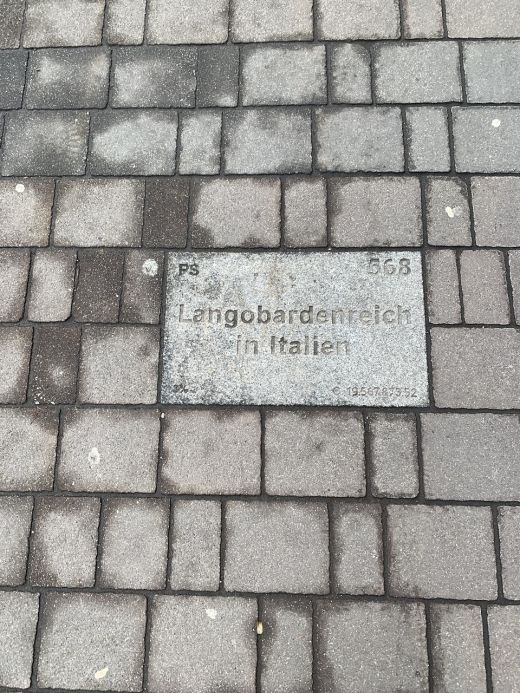 PS 568
Langobardenreich
in Italien